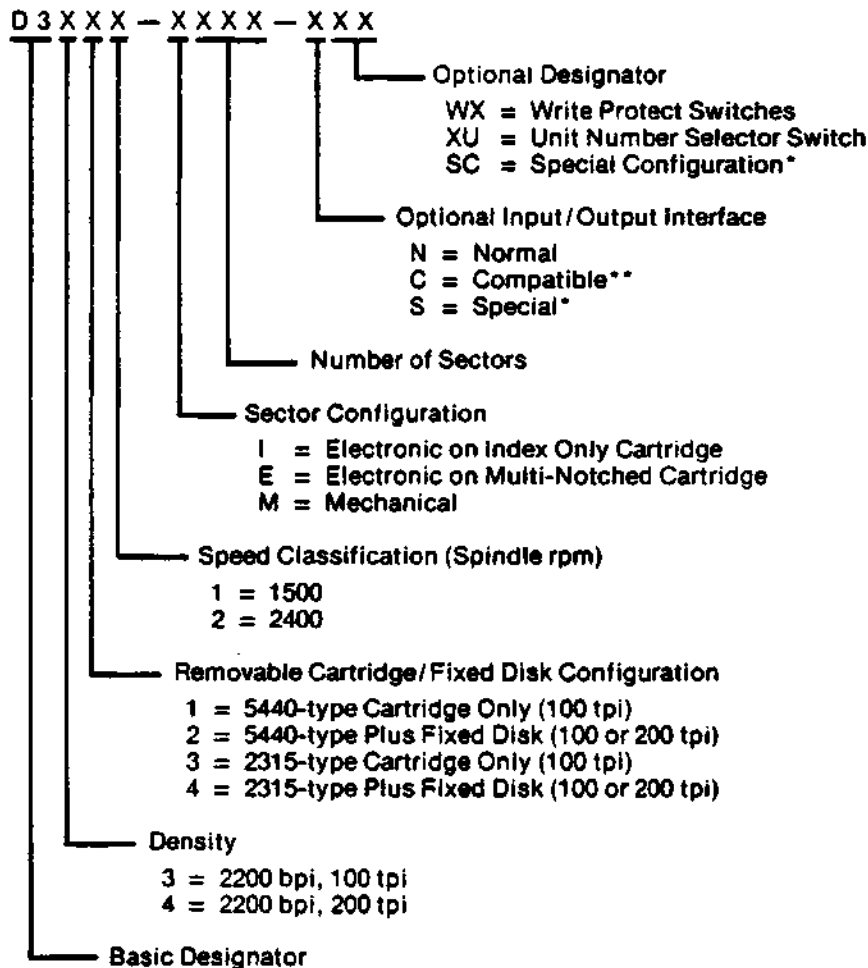 D 3 X X X – X X X X – X X X
Optional Designator
WX = Write Protect Switches
XU = Unit Number Selector Switch
SC = Special Configuration*
Optional Input/Output Interface
N = Normal
C = Compatible**
S = Special*
Number of Sectors
Sector Configuration
I = Electronic on Index Only Cartridge
E = Electronic on Multi-Notched Cartridge
M = Mechanical
Speed Classification (Spindle rpm)
1 = 1500
2 = 2400
Removable Cartridge/Fixed Disk Configuration
1 = 5440-type Cartridge Only (100 tpi)
2 = 5440-type Plus Fixed Disk (100 or 200 tpi)
3 = 2315-type Cartridge Only (100 tpi)
4 = 2315-type Plus Fixed Disk (100 or 200 tpi)
Density
3 = 2200 bpi, 100 tpi
4 = 2200 bpi, 200 tpi
Basic Designator